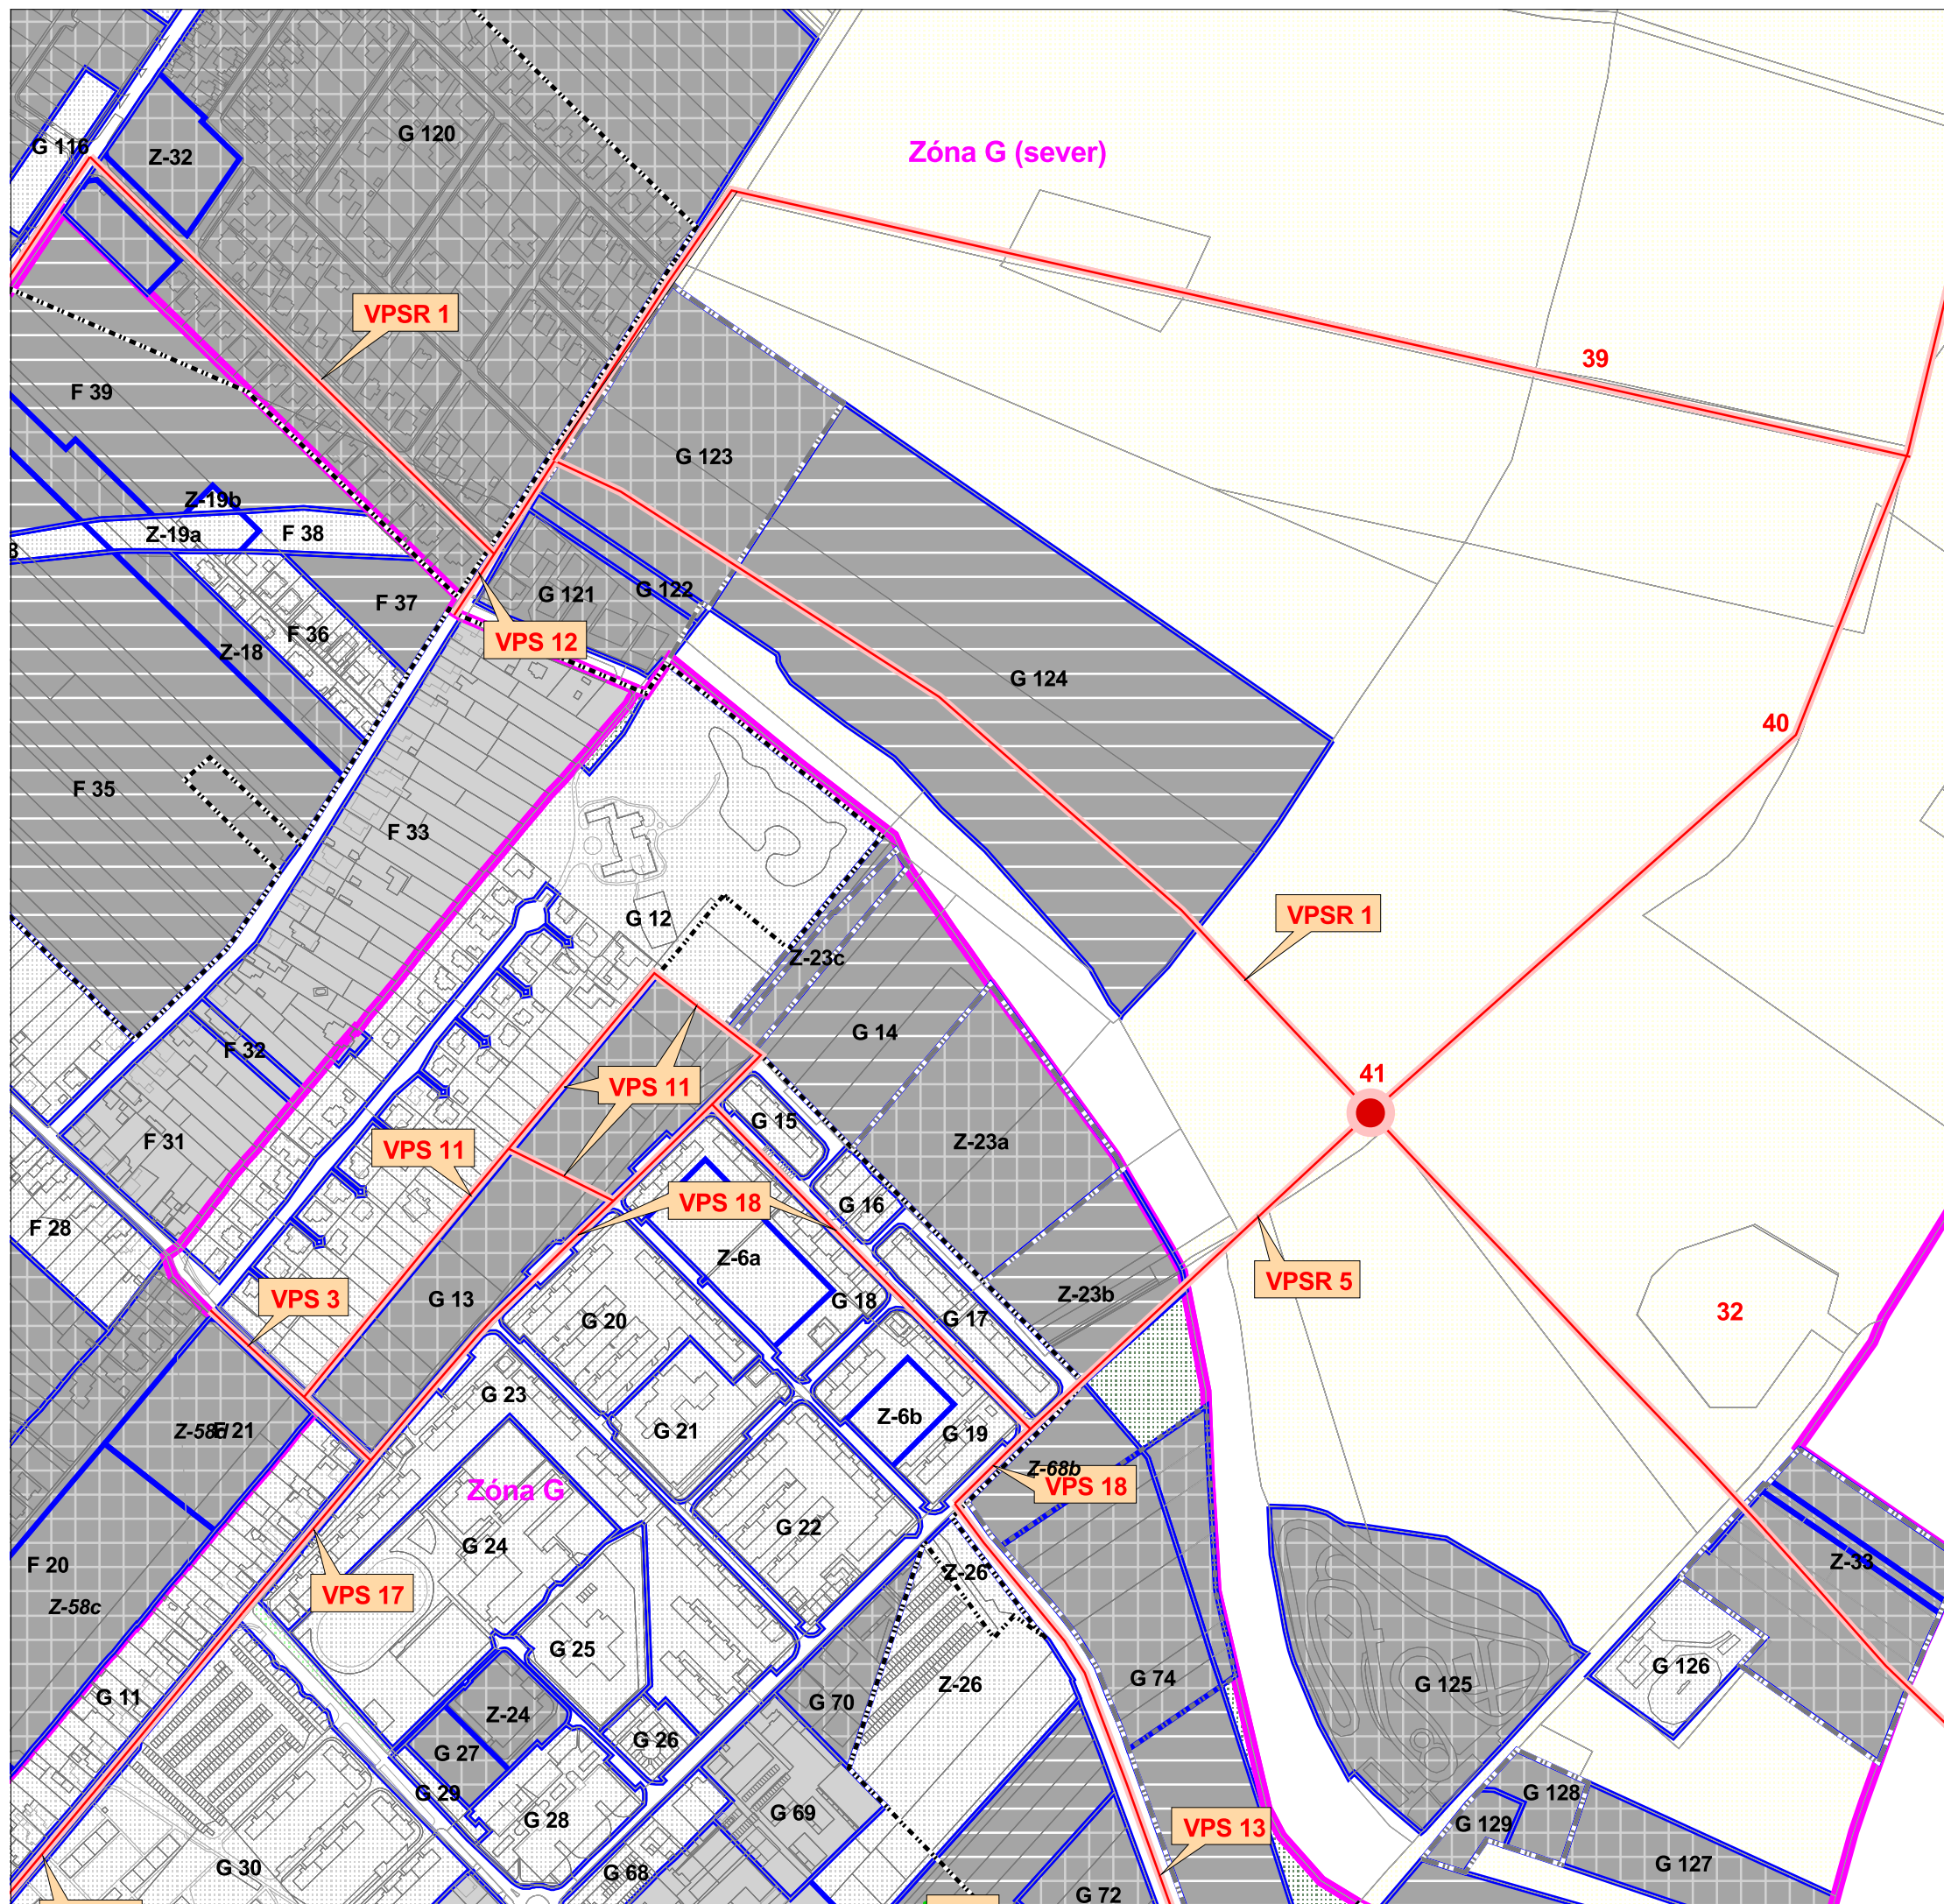 G 120
G 116
Z-32
Zóna G (sever)
VPSR 1
39
F 39
G 123
Z-19b
Z-19a
F 38
G 121
G 122
F 37
F 36
VPS 12
Z-18
G 124
40
F 35
F 33
G 12
VPSR 1
Z-23c
G 14
F 32
41
VPS 11
G 15
F 31
VPS 11
Z-23a
VPS 18
G 16
F 28
Z-6a
VPSR 5
VPS 3
G 13
G 18
Z-23b
32
G 20
G 17
G 23
Z-6b
Z-58d
F 21
G 21
G 19
Z-68b
VPS 18
Zóna G
G 22
G 24
F 20
Z-26
Z-33
VPS 17
Z-58c
G 25
G 126
G 74
Z-26
G 125
G 11
G 70
Z-24
G 26
G 27
G 29
G 128
G 69
G 28
VPS 13
G 129
G 127
G 30
G 68
G 72